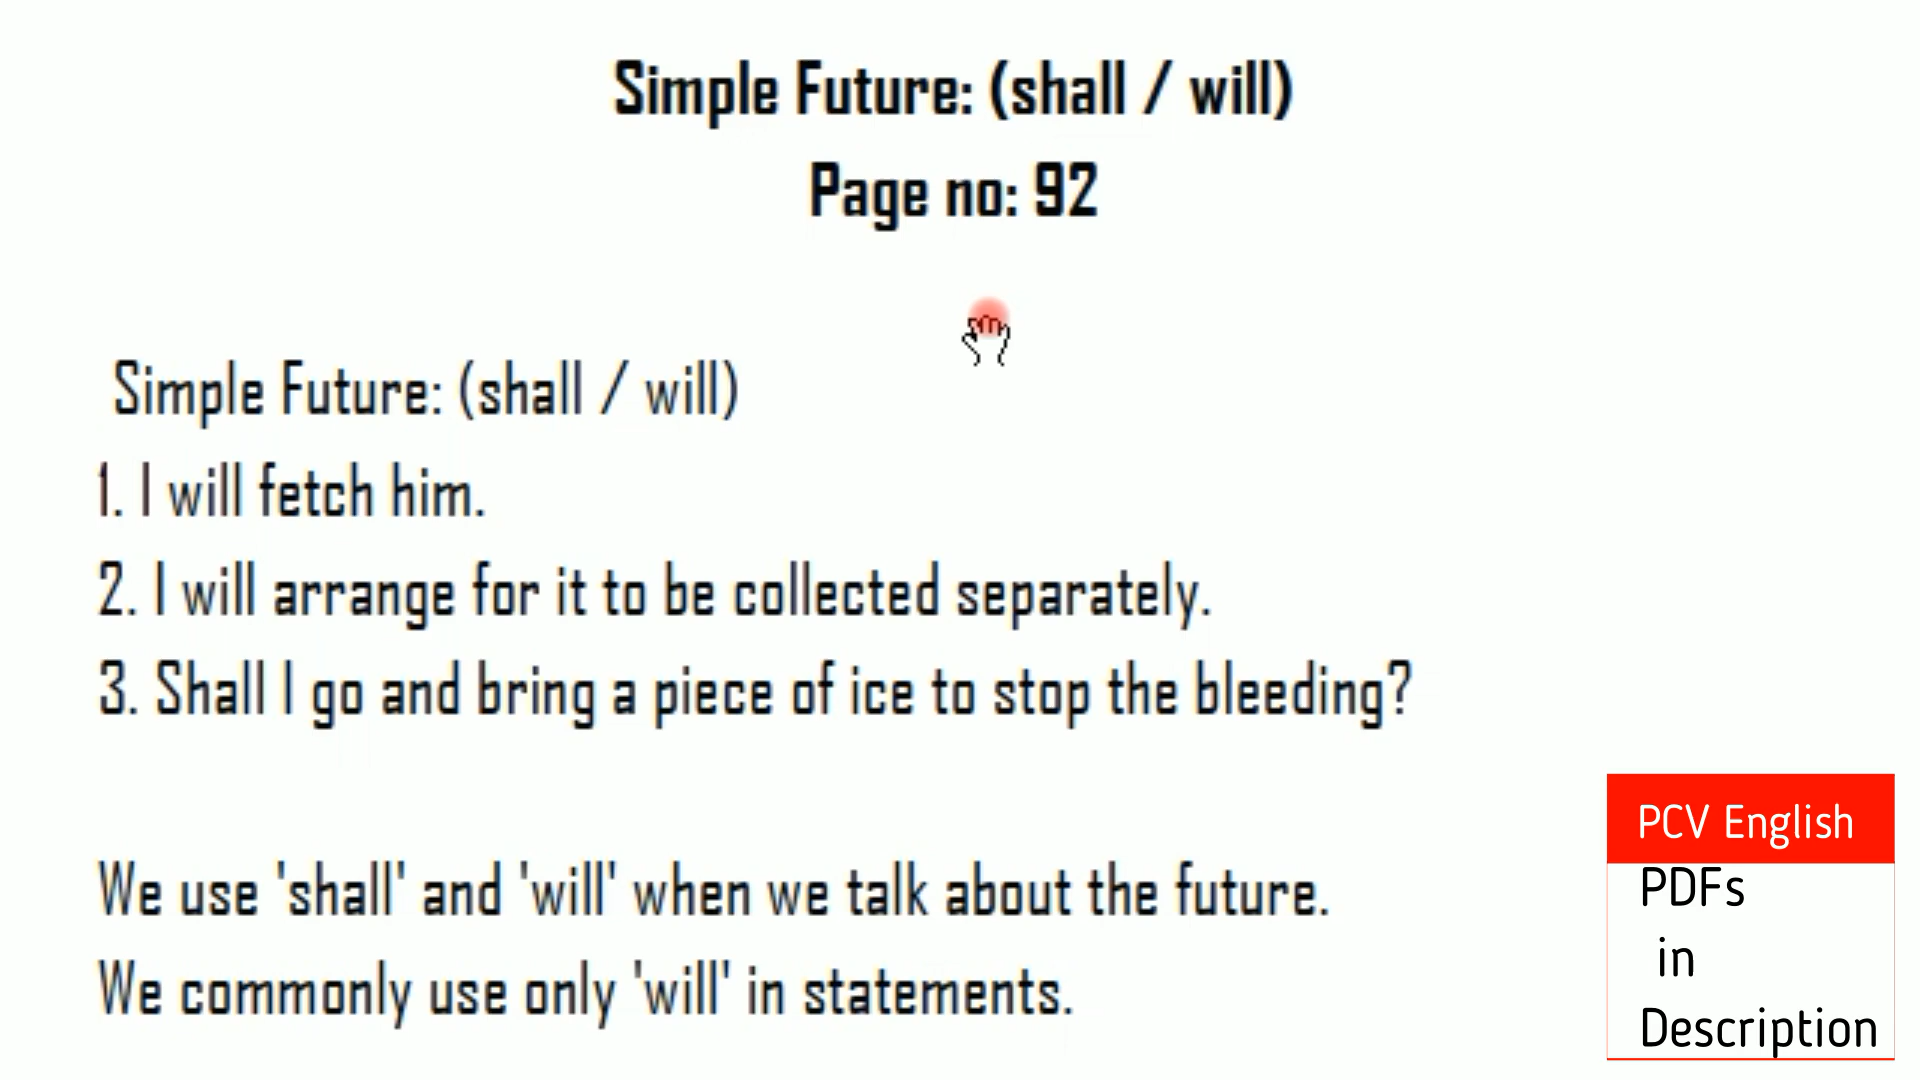 Simple Future: (shall / will)
Page no: 92
Simple Future: (shall / will)
1. I will fetch him.
2. I will arrange for it to be collected separately.
3. Shall I go and bring a piece of ice to stop the bleeding?
We use 'shall' and 'will' when we talk about the future.
We commonly use only 'will' in statements.
PCV English
PDFs
in
Description